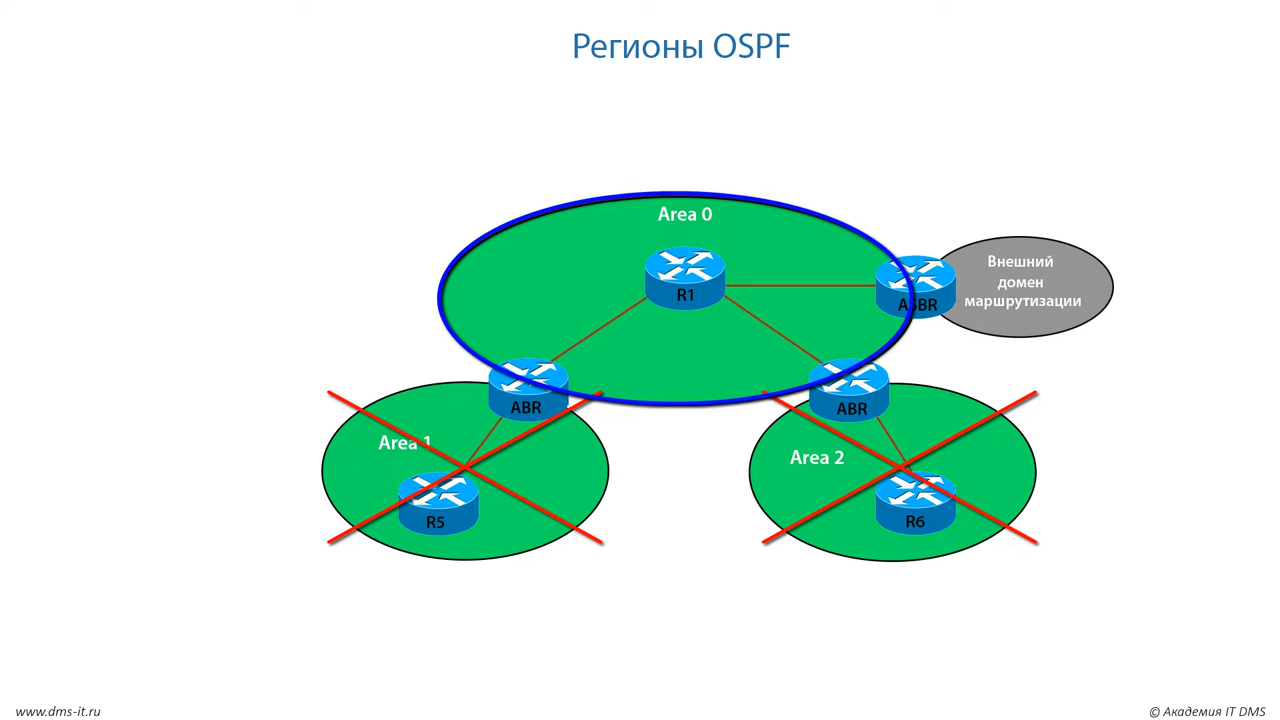 Регионы OSPF
Area 0
R1
ASBR
Внешний
домен
маршрутизации
ABR
ABR
Area 1
Area 2
R5
R6
www.dms-it.ru
© Академия IT DMS